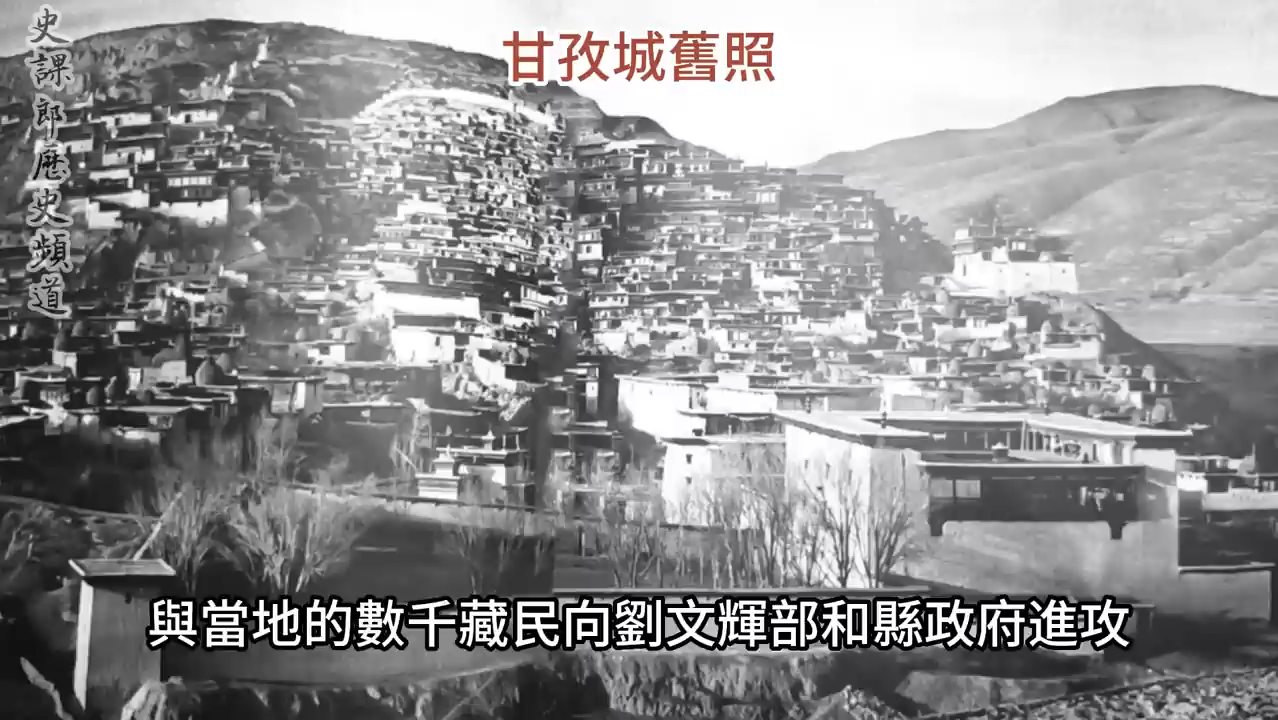 甘孜城舊照
史課郎歷史頻道
與當地的數千藏民向劉文輝部和縣政府進攻